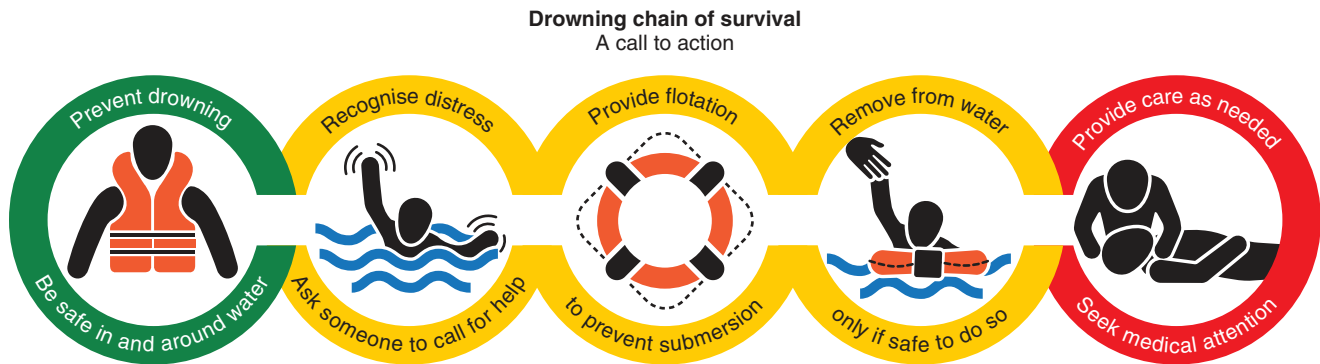 Drowning chain of survival
A call to action
Prevent drowning
Be safe in and around water
Recognise distress
Ask someone to call for help
Provide flotation
to prevent submersion
Remove from water
only if safe to do so
Provide care as needed
Seek medical attention